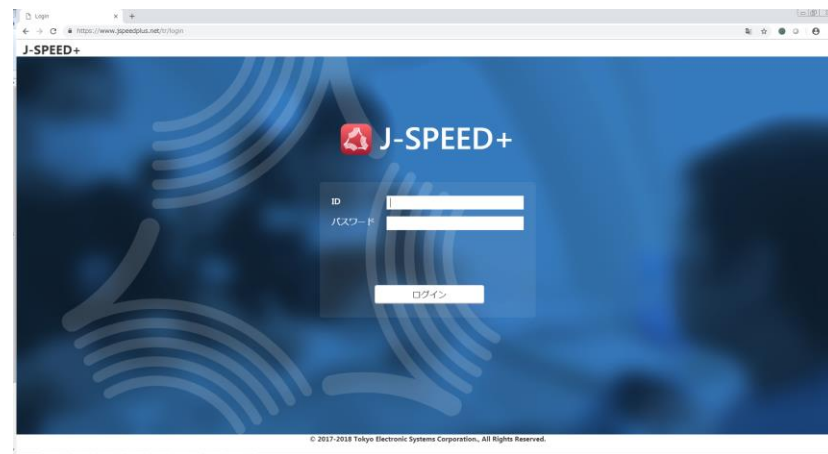 Login
https://www.jspeedplus.net/tr/login
J-SPEED+
J-SPEED+
ID
パスワード
ログイン
© 2017-2018 Tokyo Electronic Systems Corporation., All Rights Reserved.